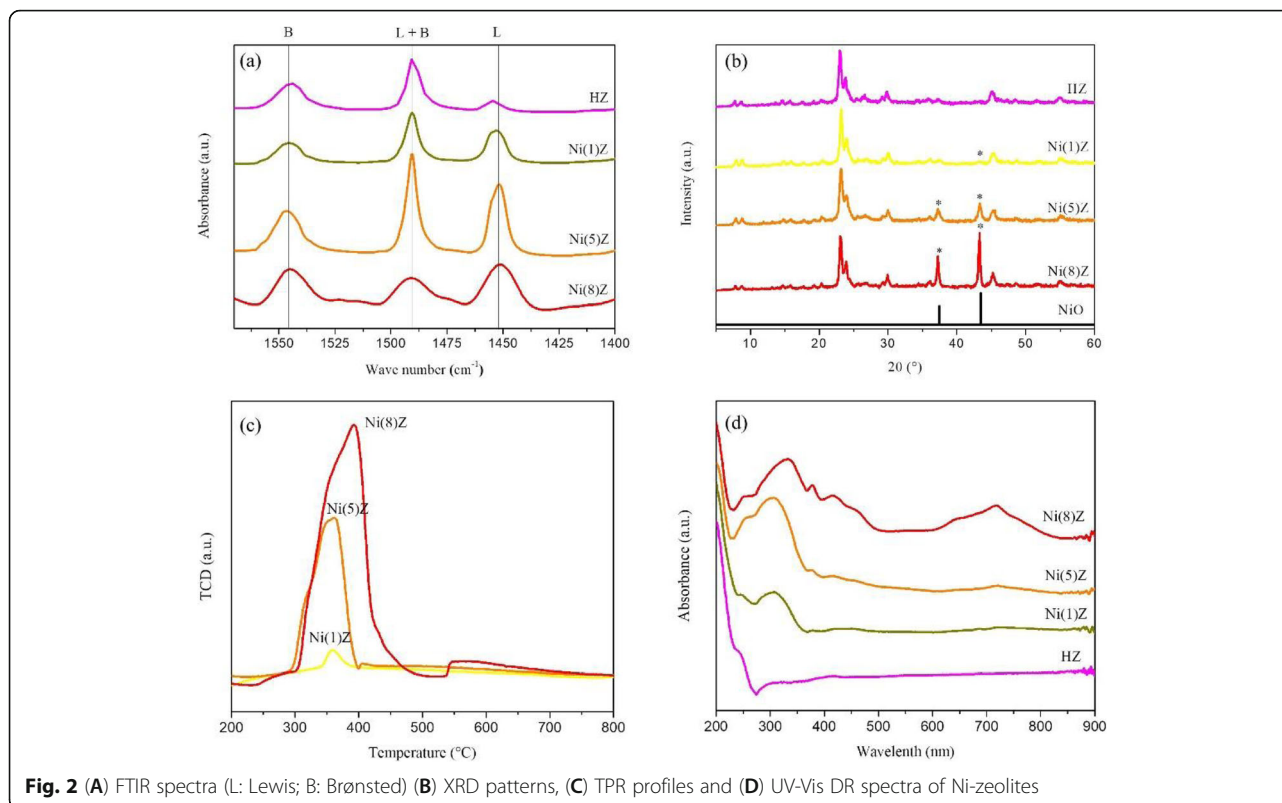 B L + B L
(a)
HZ
Ni(1)Z
Ni(5)Z
Ni(8)Z
Absorbance (a.u.)
1550 1525 1500 1475 1450 1425 1400
Wave number (cm⁻¹)
(b)
HZ
Ni(1)Z
*
Ni(5)Z
* *
*
Ni(8)Z
*
NiO
Intensity (a.u.)
5 10 20 30 40 50 60
2θ (°)
(c)
Ni(8)Z
Ni(5)Z
Ni(1)Z
TCD (a.u.)
200 300 400 500 600 700 800
Temperature (°C)
(d)
Ni(8)Z
Ni(5)Z
Ni(1)Z
HZ
Absorbance (a.u.)
200 300 400 500 600 700 800 900
Wavelenth (nm)
Fig. 2 (A) FTIR spectra (L: Lewis; B: Brønsted) (B) XRD patterns, (C) TPR profiles and (D) UV-Vis DR spectra of Ni-zeolites